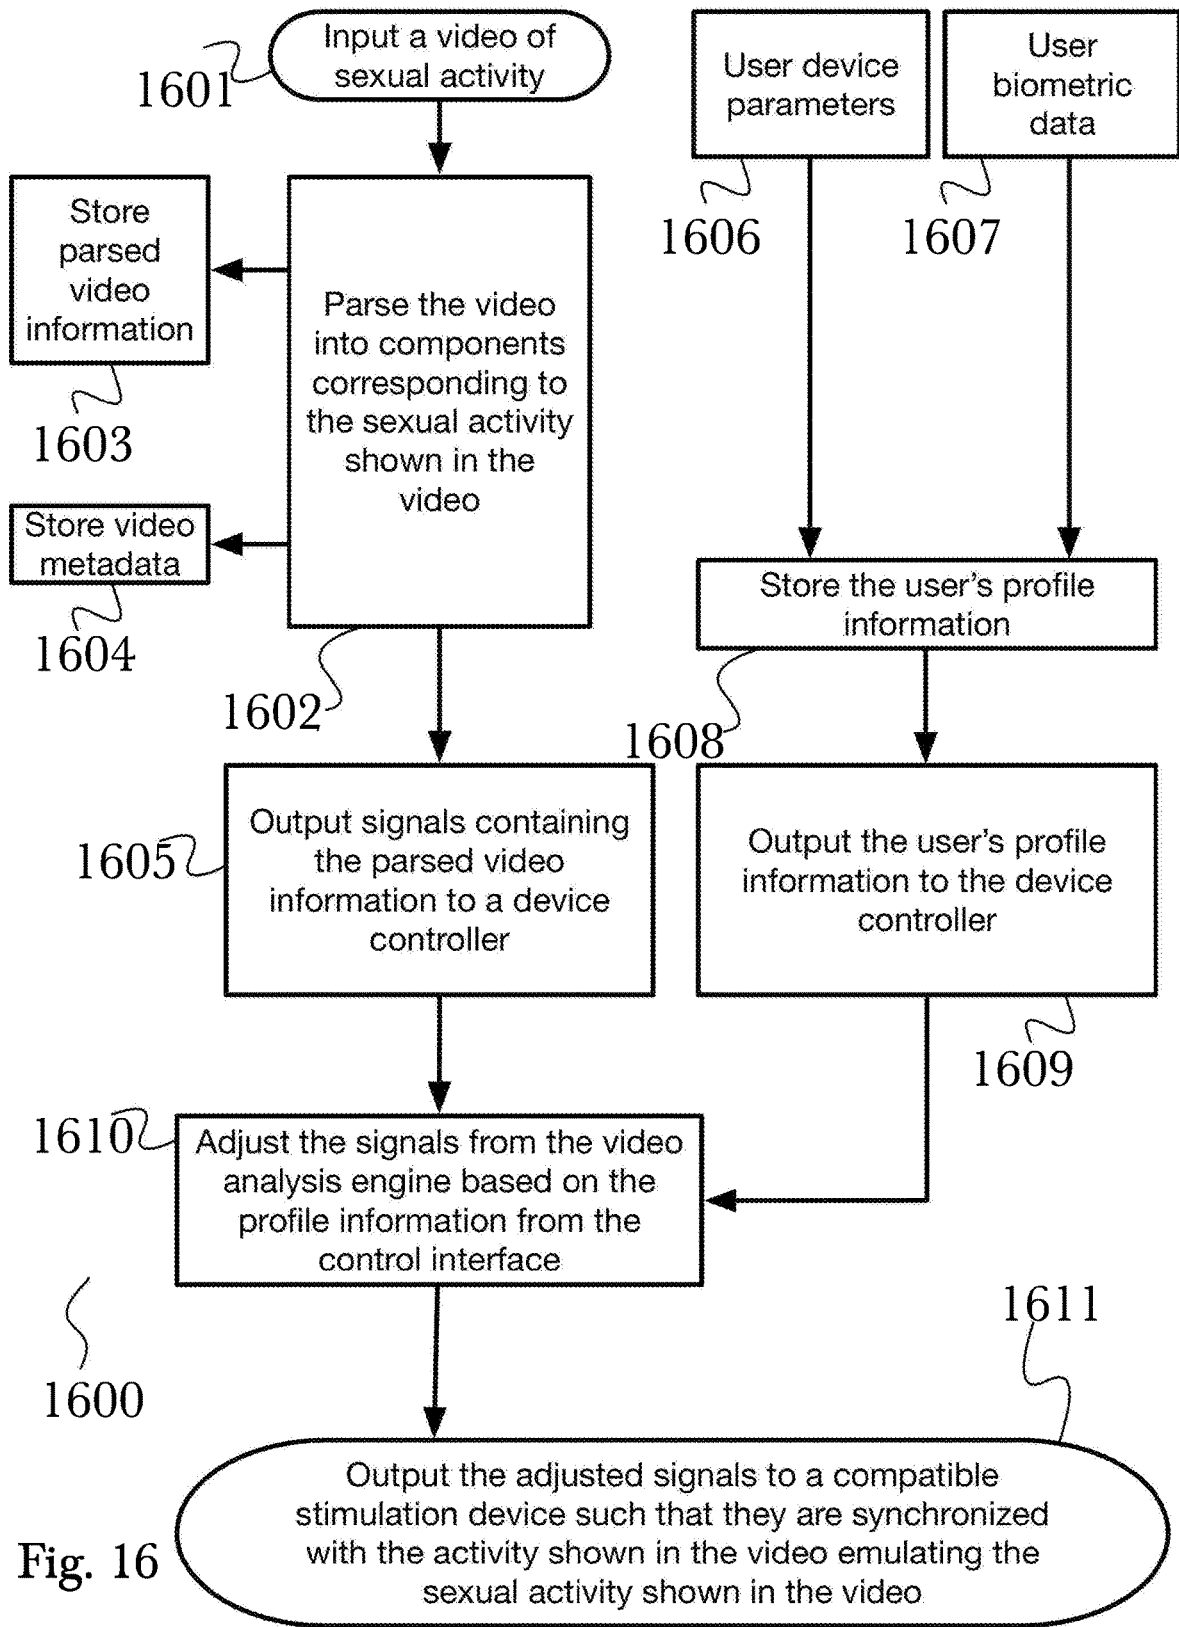 Input a video of
sexual activity
1601
User device
parameters
User
biometric
data
1606
1607
Store
parsed
video
information
1603
Parse the video
into components
corresponding to
the sexual activity
shown in the
video
Store video
metadata
1604
1602
Store the user's profile
information
1608
Output signals containing
the parsed video
information to a device
controller
1605
Output the user's profile
information to the device
controller
1609
1610
Adjust the signals from the video
analysis engine based on the
profile information from the
control interface
1600
1611
Output the adjusted signals to a compatible
stimulation device such that they are synchronized
with the activity shown in the video emulating the
sexual activity shown in the video
Fig. 16